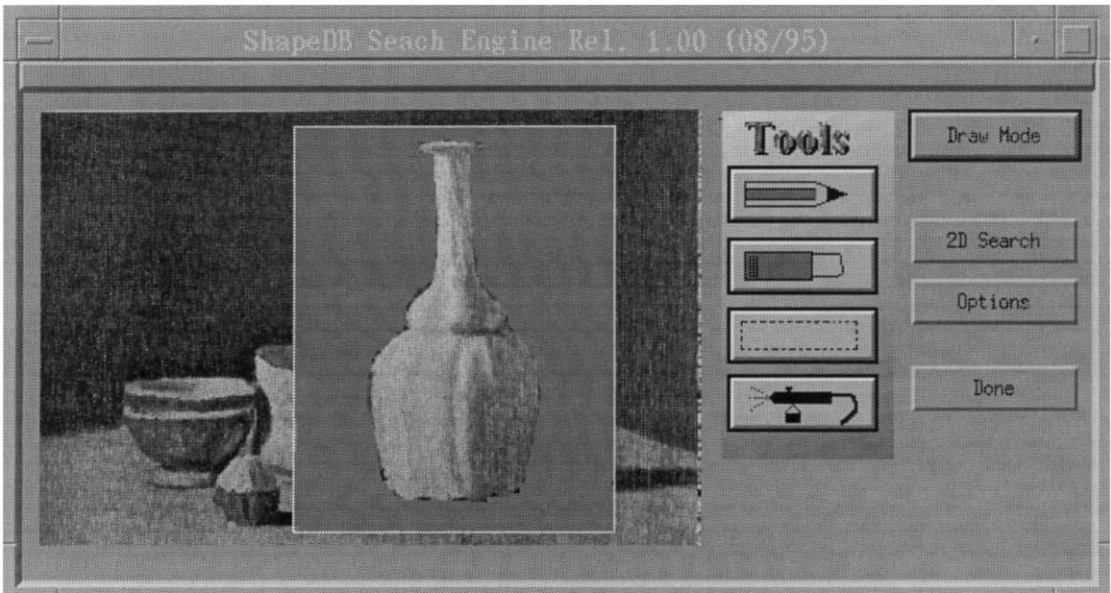 ShapeDB Seach Engine Rel. 1.00 (08/95)
Tools
Draw Mode
2D Search
Options
Done